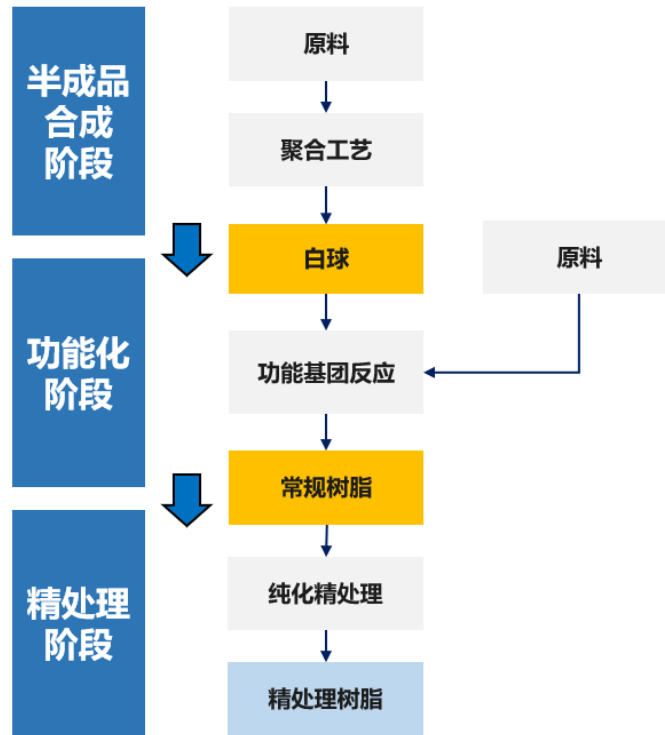 原料
半成品
合成
阶段
聚合工艺
白球
原料
功能化
阶段
功能基团反应
常规树脂
精处理
阶段
纯化精处理
精处理树脂